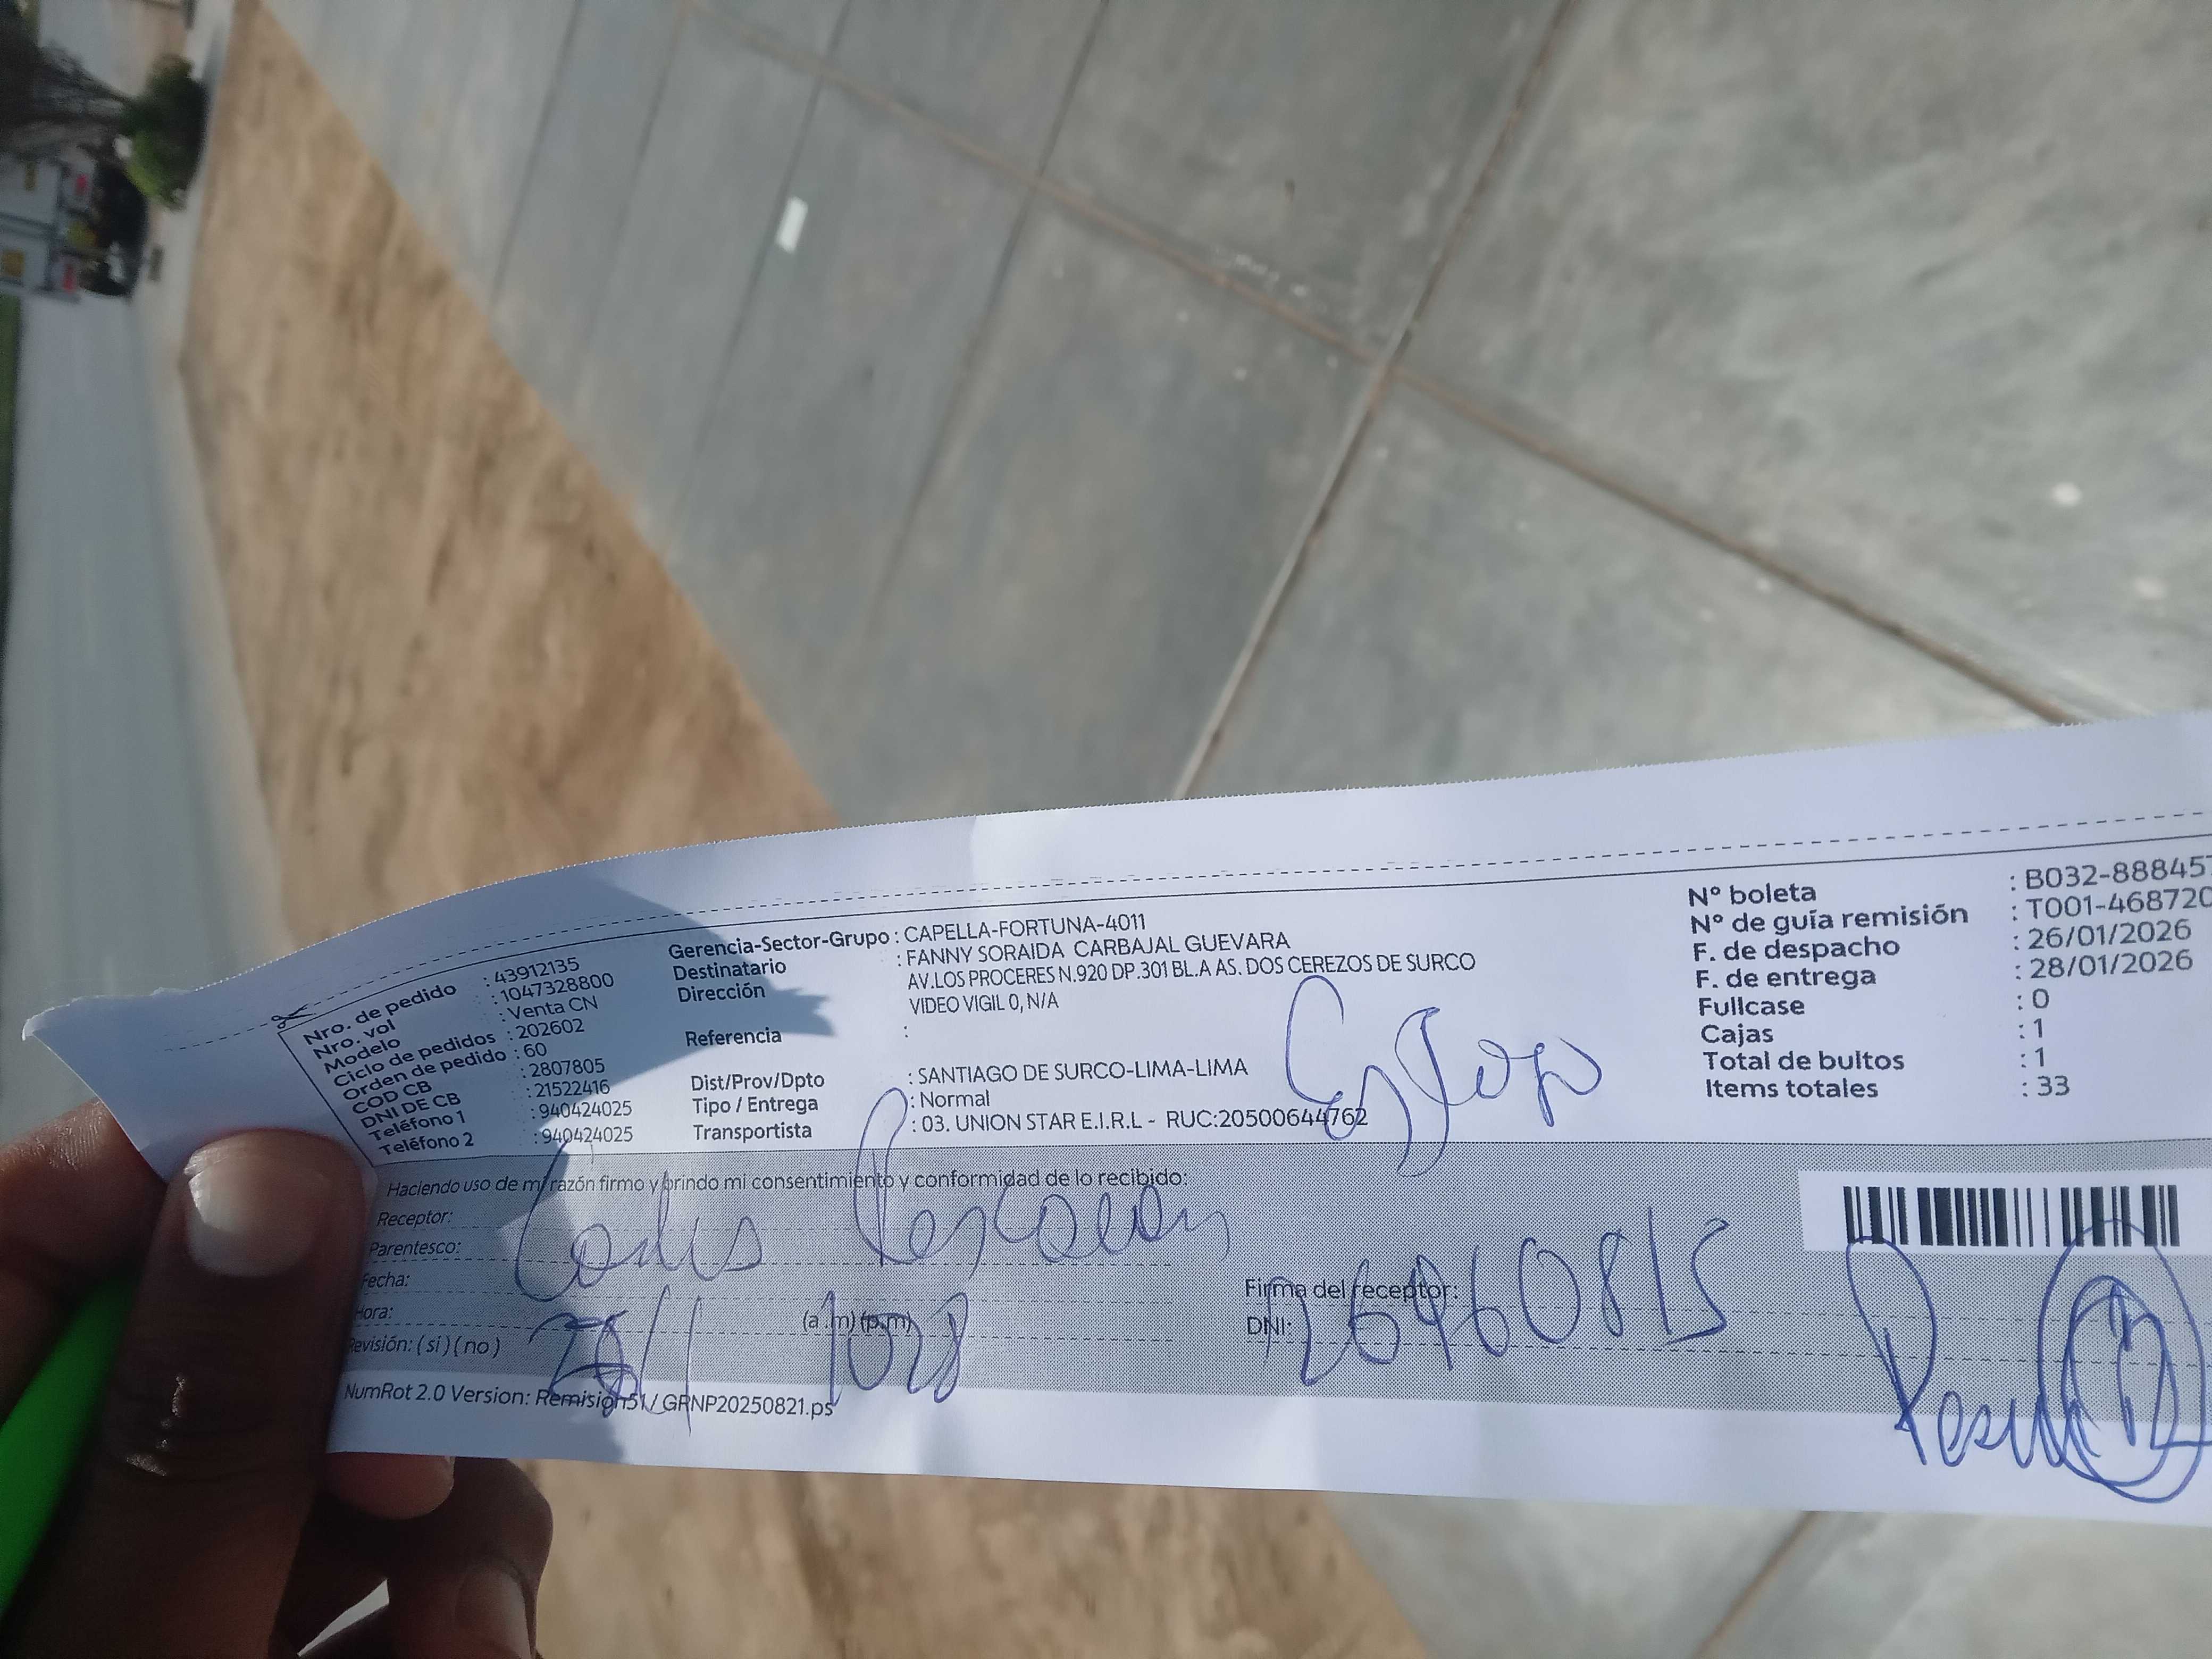 Nro. de pedido : 43912135
Nro. vol : 1047328800
Modelo : Venta CN
Ciclo de pedidos : 202602
Orden de pedido : 60
COD CB : 2807805
DNI DE CB : 21522416
Teléfono 1 : 940424025
Teléfono 2 : 940424025
Gerencia-Sector-Grupo : CAPELLA-FORTUNA-4011
Destinatario : FANNY SORAIDA CARBAJAL GUEVARA
Dirección AV.LOS PROCERES N.920 DP.301 BL.A AS. DOS CEREZOS DE SURCO
VIDEO VIGIL 0, N/A
Referencia :
Dist/Prov/Dpto : SANTIAGO DE SURCO-LIMA-LIMA
Tipo / Entrega : Normal
Transportista : 03. UNION STAR E.I.R.L - RUC:20500644762
N° boleta : B032-888457
N° de guía remisión : T001-468720
F. de despacho : 26/01/2026
F. de entrega : 28/01/2026
Fullcase : 0
Cajas : 1
Total de bultos : 1
Items totales : 33
Haciendo uso de mi razón firmo y brindo mi consentimiento y conformidad de lo recibido:
Receptor: Carlos
Parentesco:
Fecha:
Hora: (a .m) (p.m) 1028
Revisión: ( si ) ( no )
Firma del receptor:
DNI:
NumRot 2.0 Version: Remision51 / GRNP20250821.ps